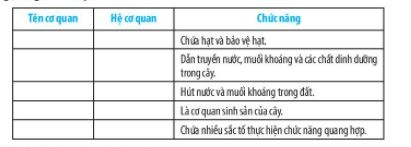 Tên cơ quan Hệ cơ quan Chức năng
Chứa hạt và bảo vệ hạt.
Dẫn truyền nước, muối khoáng và các chất dinh dưỡng
trong cây.
Hút nước và muối khoáng trong đất.
Là cơ quan sinh sản của cây.
Chứa nhiều sắc tố thực hiện chức năng quang hợp.